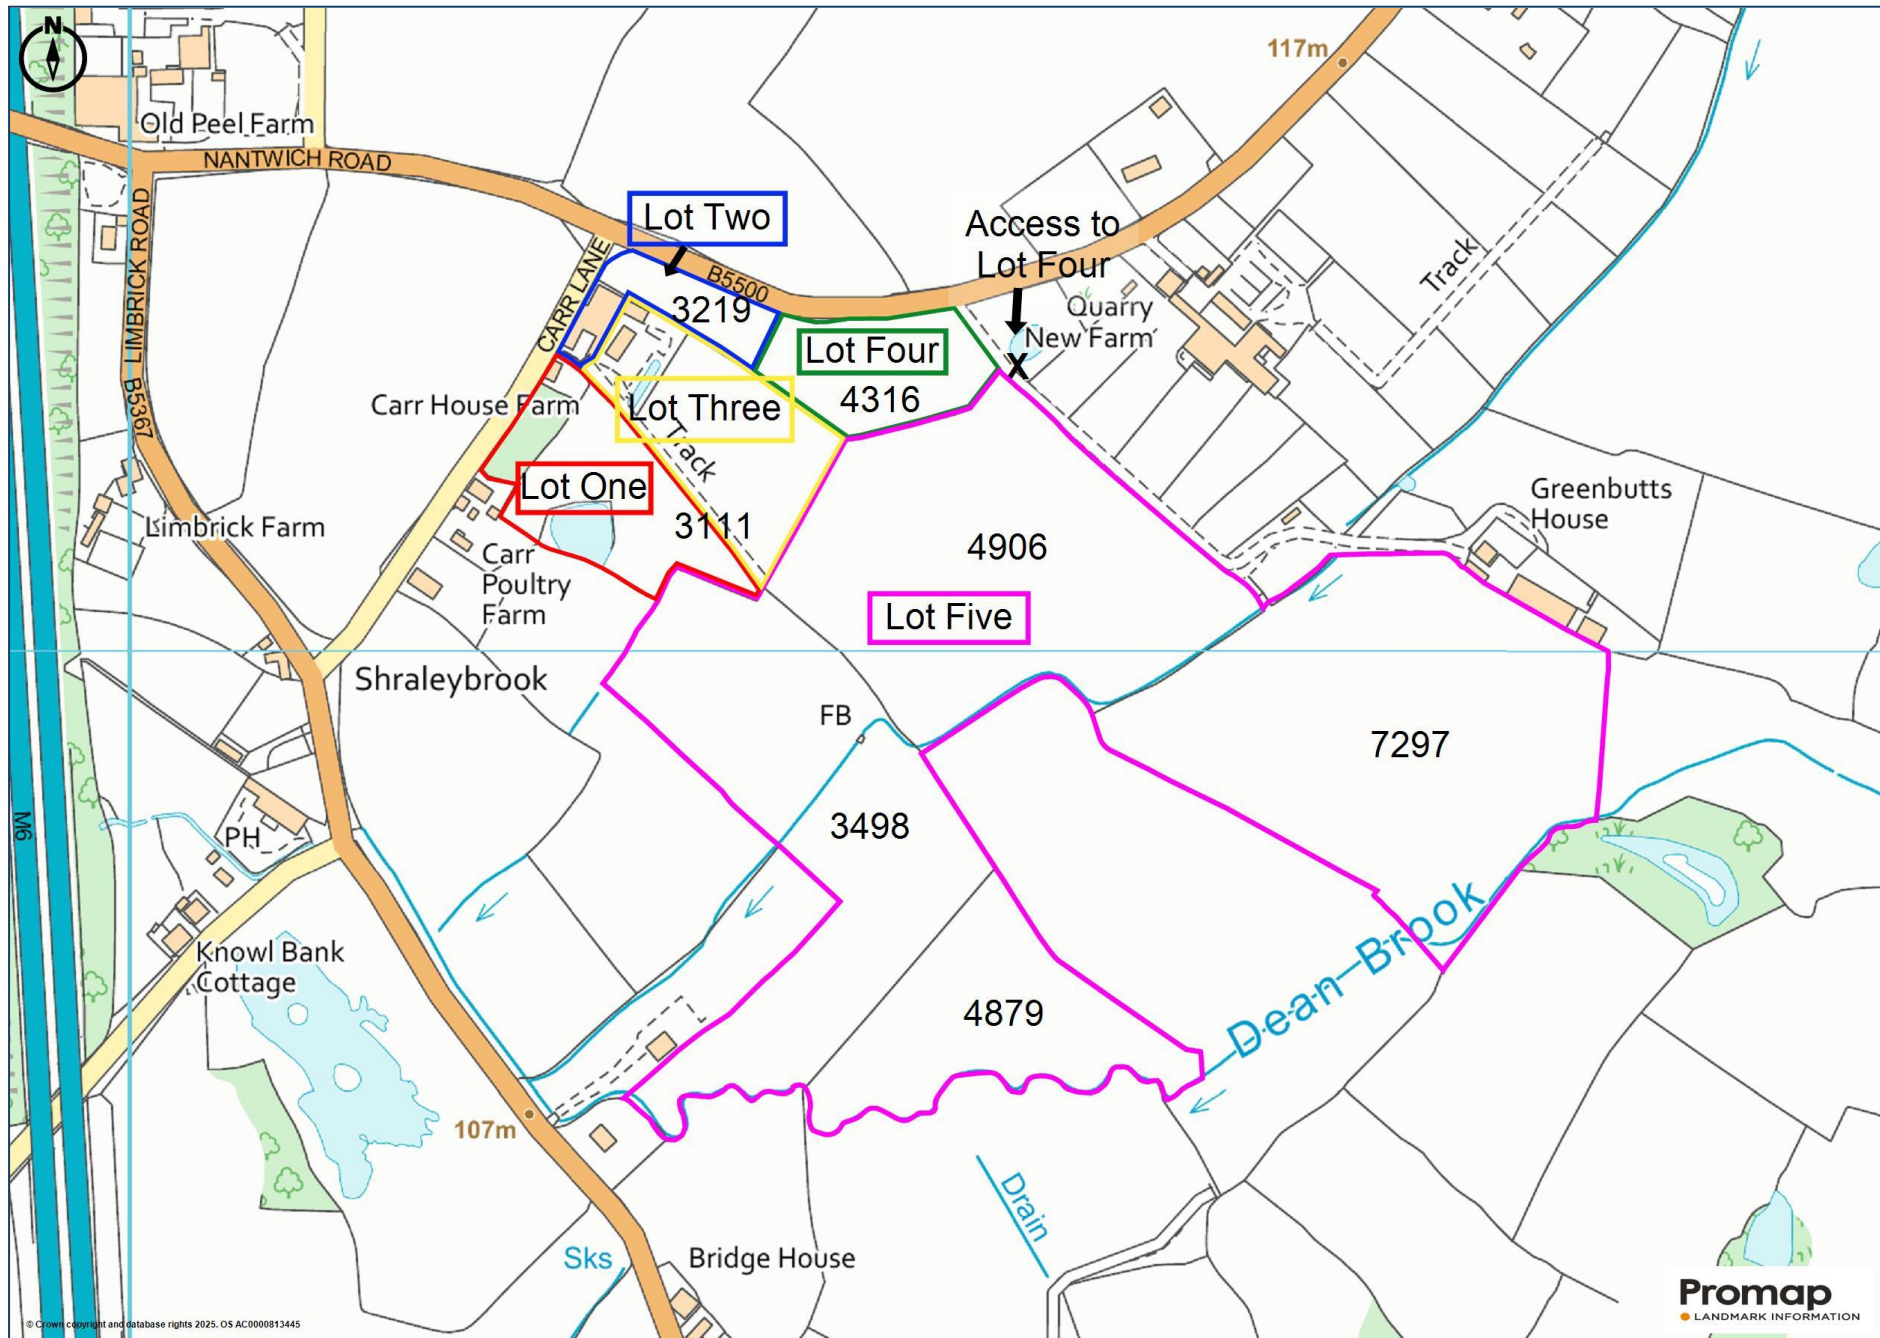 N
117m
Old Peel Farm
NANTWICH ROAD
B LIMBRICK ROAD
B5367
Lot Two
Access to
Lot Four
Track
CARR LANE
B5500
3219
Quarry
New Farm
Lot Four
4316
Carr House Farm
Lot Three
Track
Lot One
3111
4906
Greenbutts
House
Limbrick Farm
Carr
Poultry
Farm
Lot Five
Shraleybrook
FB
7297
M6
PH
3498
Knowl Bank
Cottage
4879
Dean Brook
107m
Drain
Sks
Bridge House
Promap
LANDMARK INFORMATION
© Crown copyright and database rights 2025. OS AC0000813445